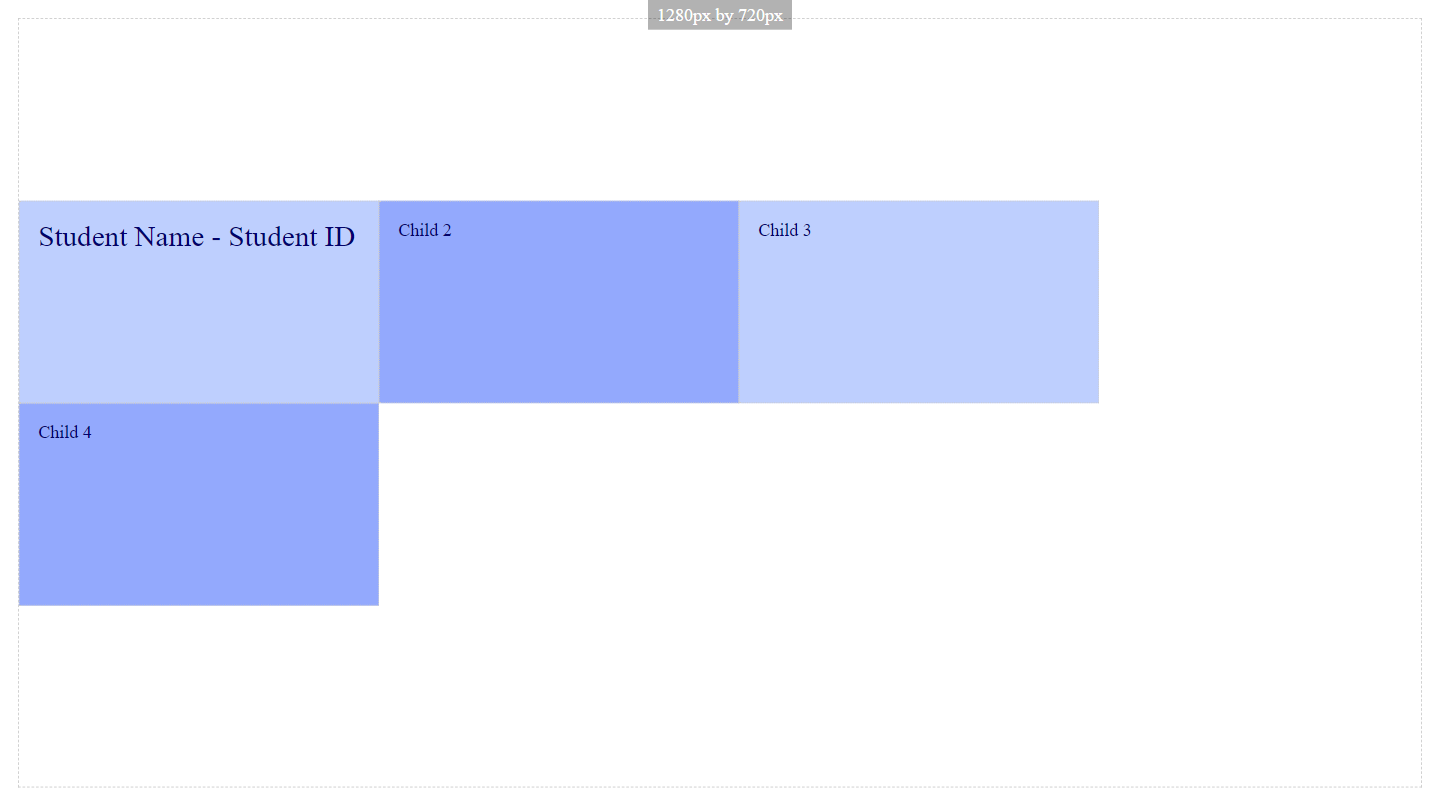 1280px by 720px
Student Name - Student ID
Child 2
Child 3
Child 4